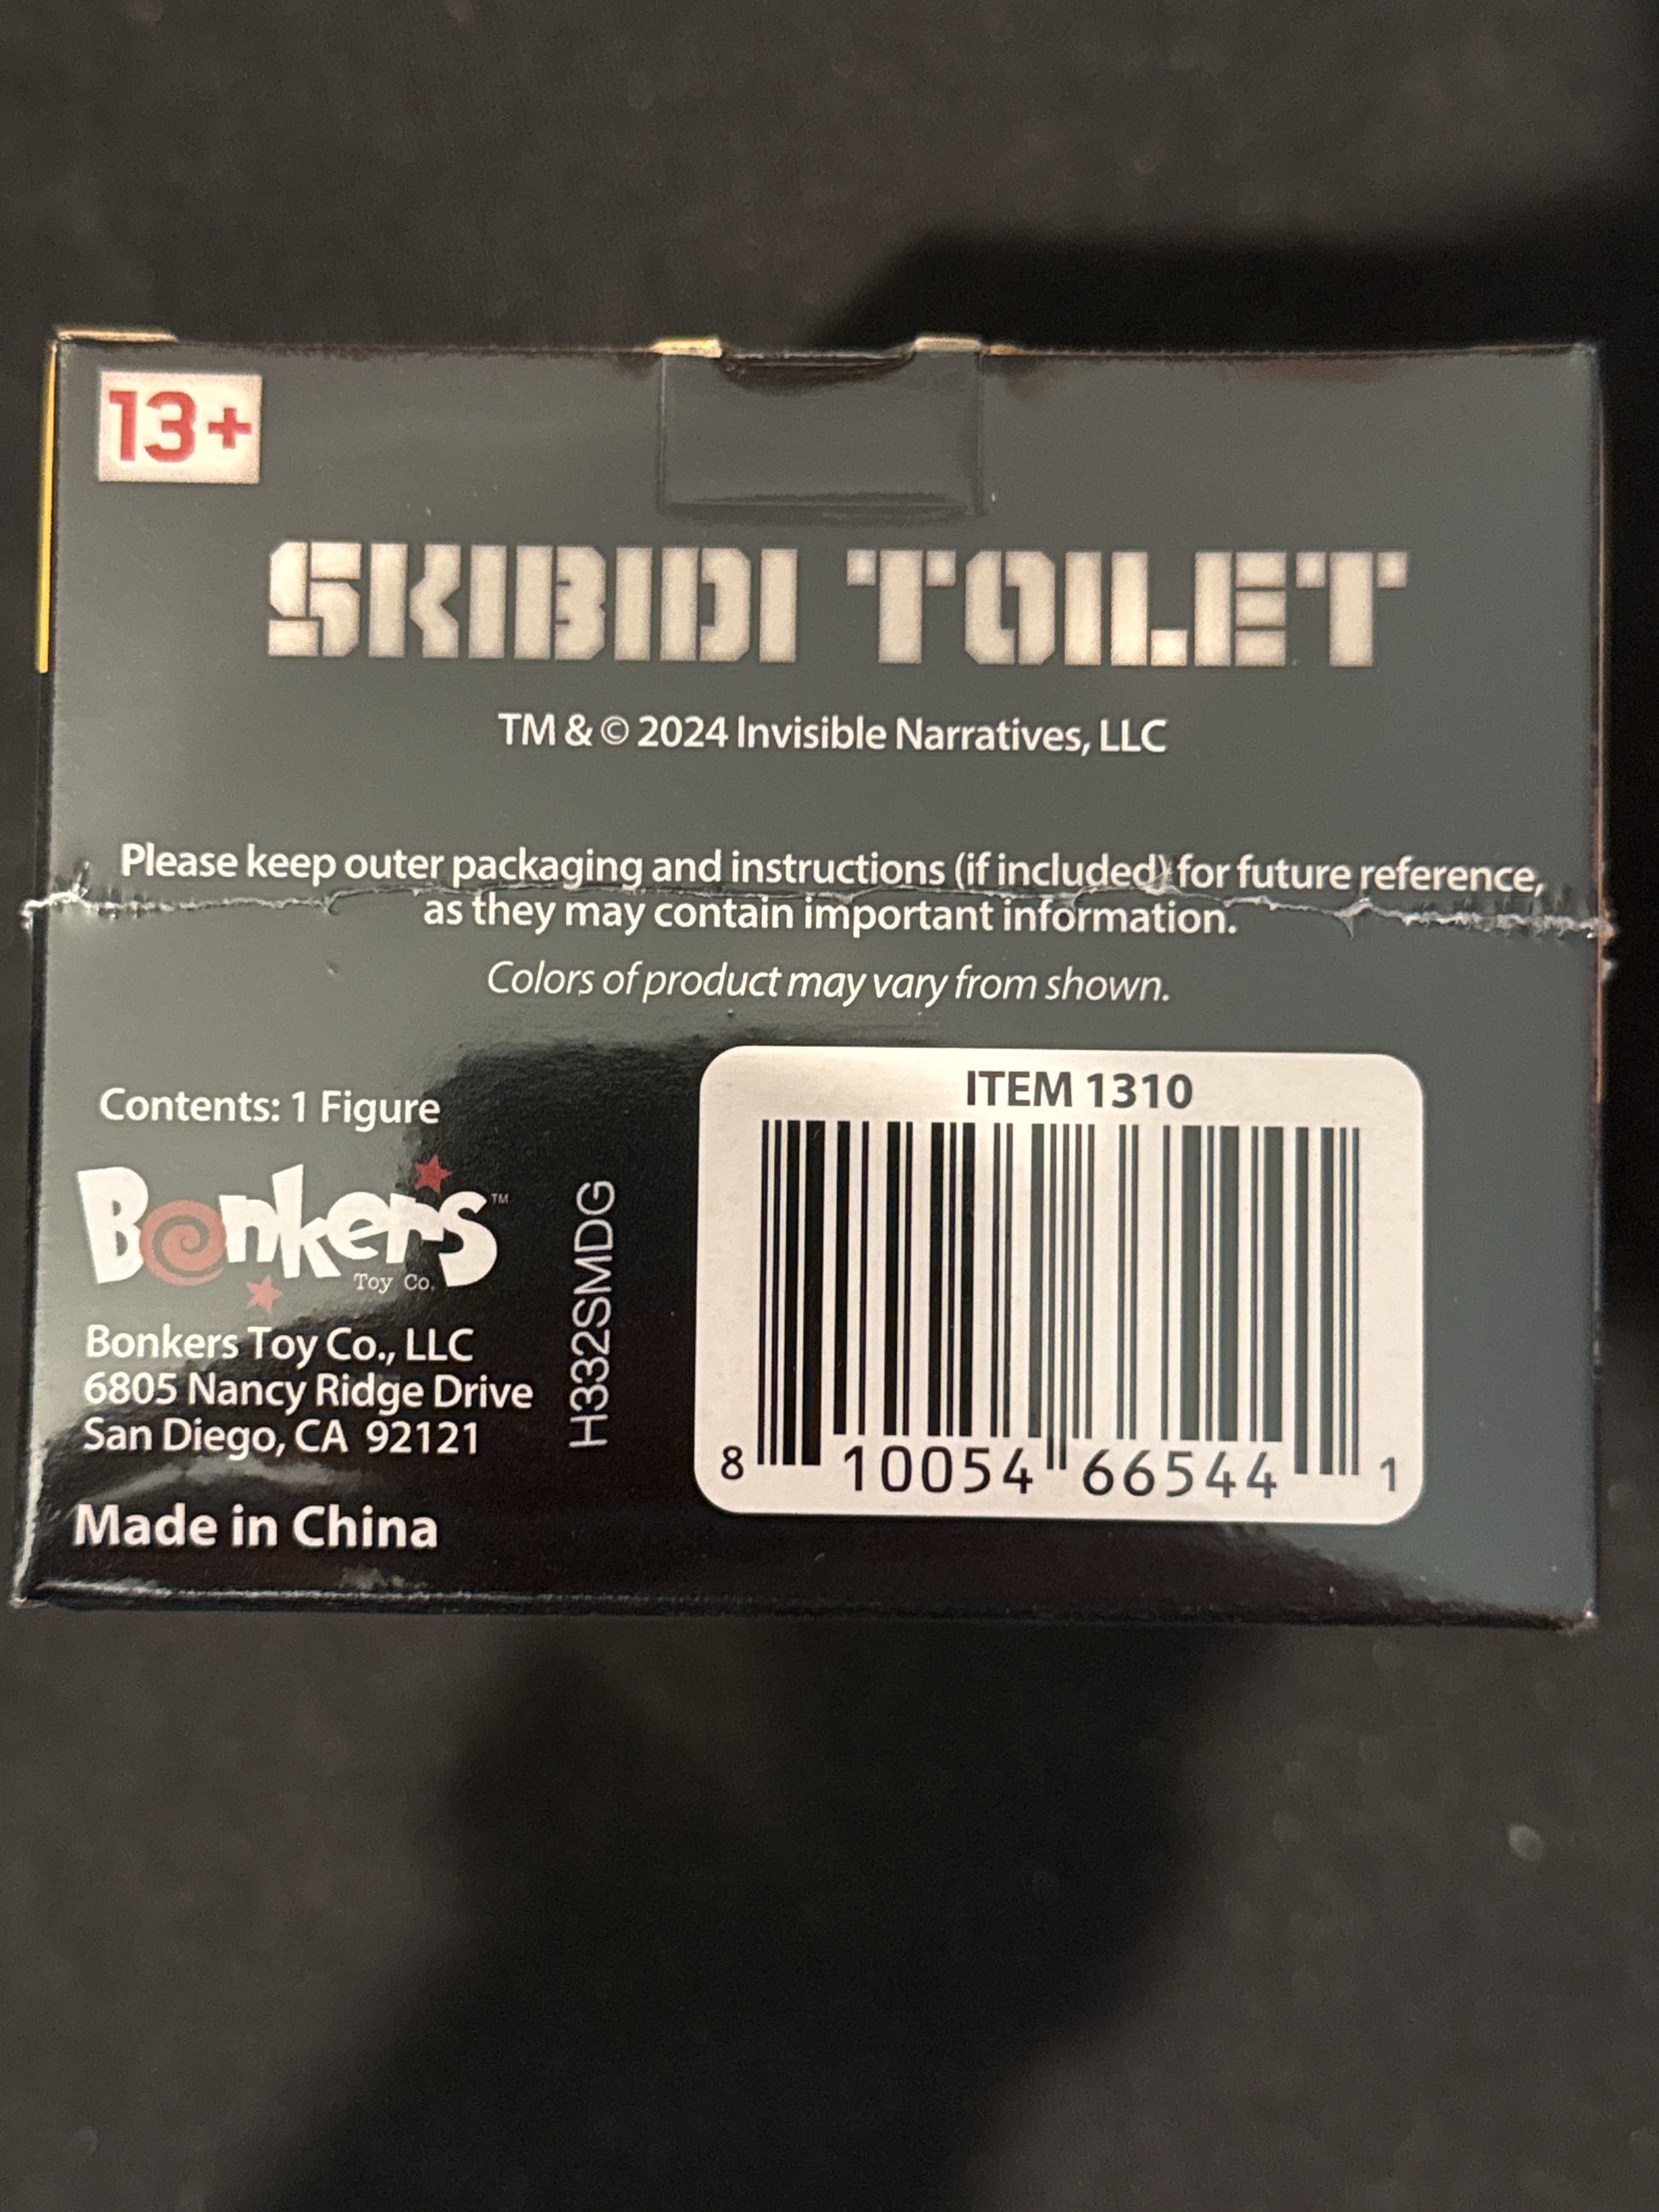 13+
SKIBIDI TOILET
TM & © 2024 Invisible Narratives, LLC
Please keep outer packaging and instructions (if included) for future reference,
as they may contain important information.
Colors of product may vary from shown.
Contents: 1 Figure
Bonkers™
Toy Co.
Bonkers Toy Co., LLC
6805 Nancy Ridge Drive
San Diego, CA 92121
Made in China
H332SMDG
ITEM 1310
8 10054 66544 1